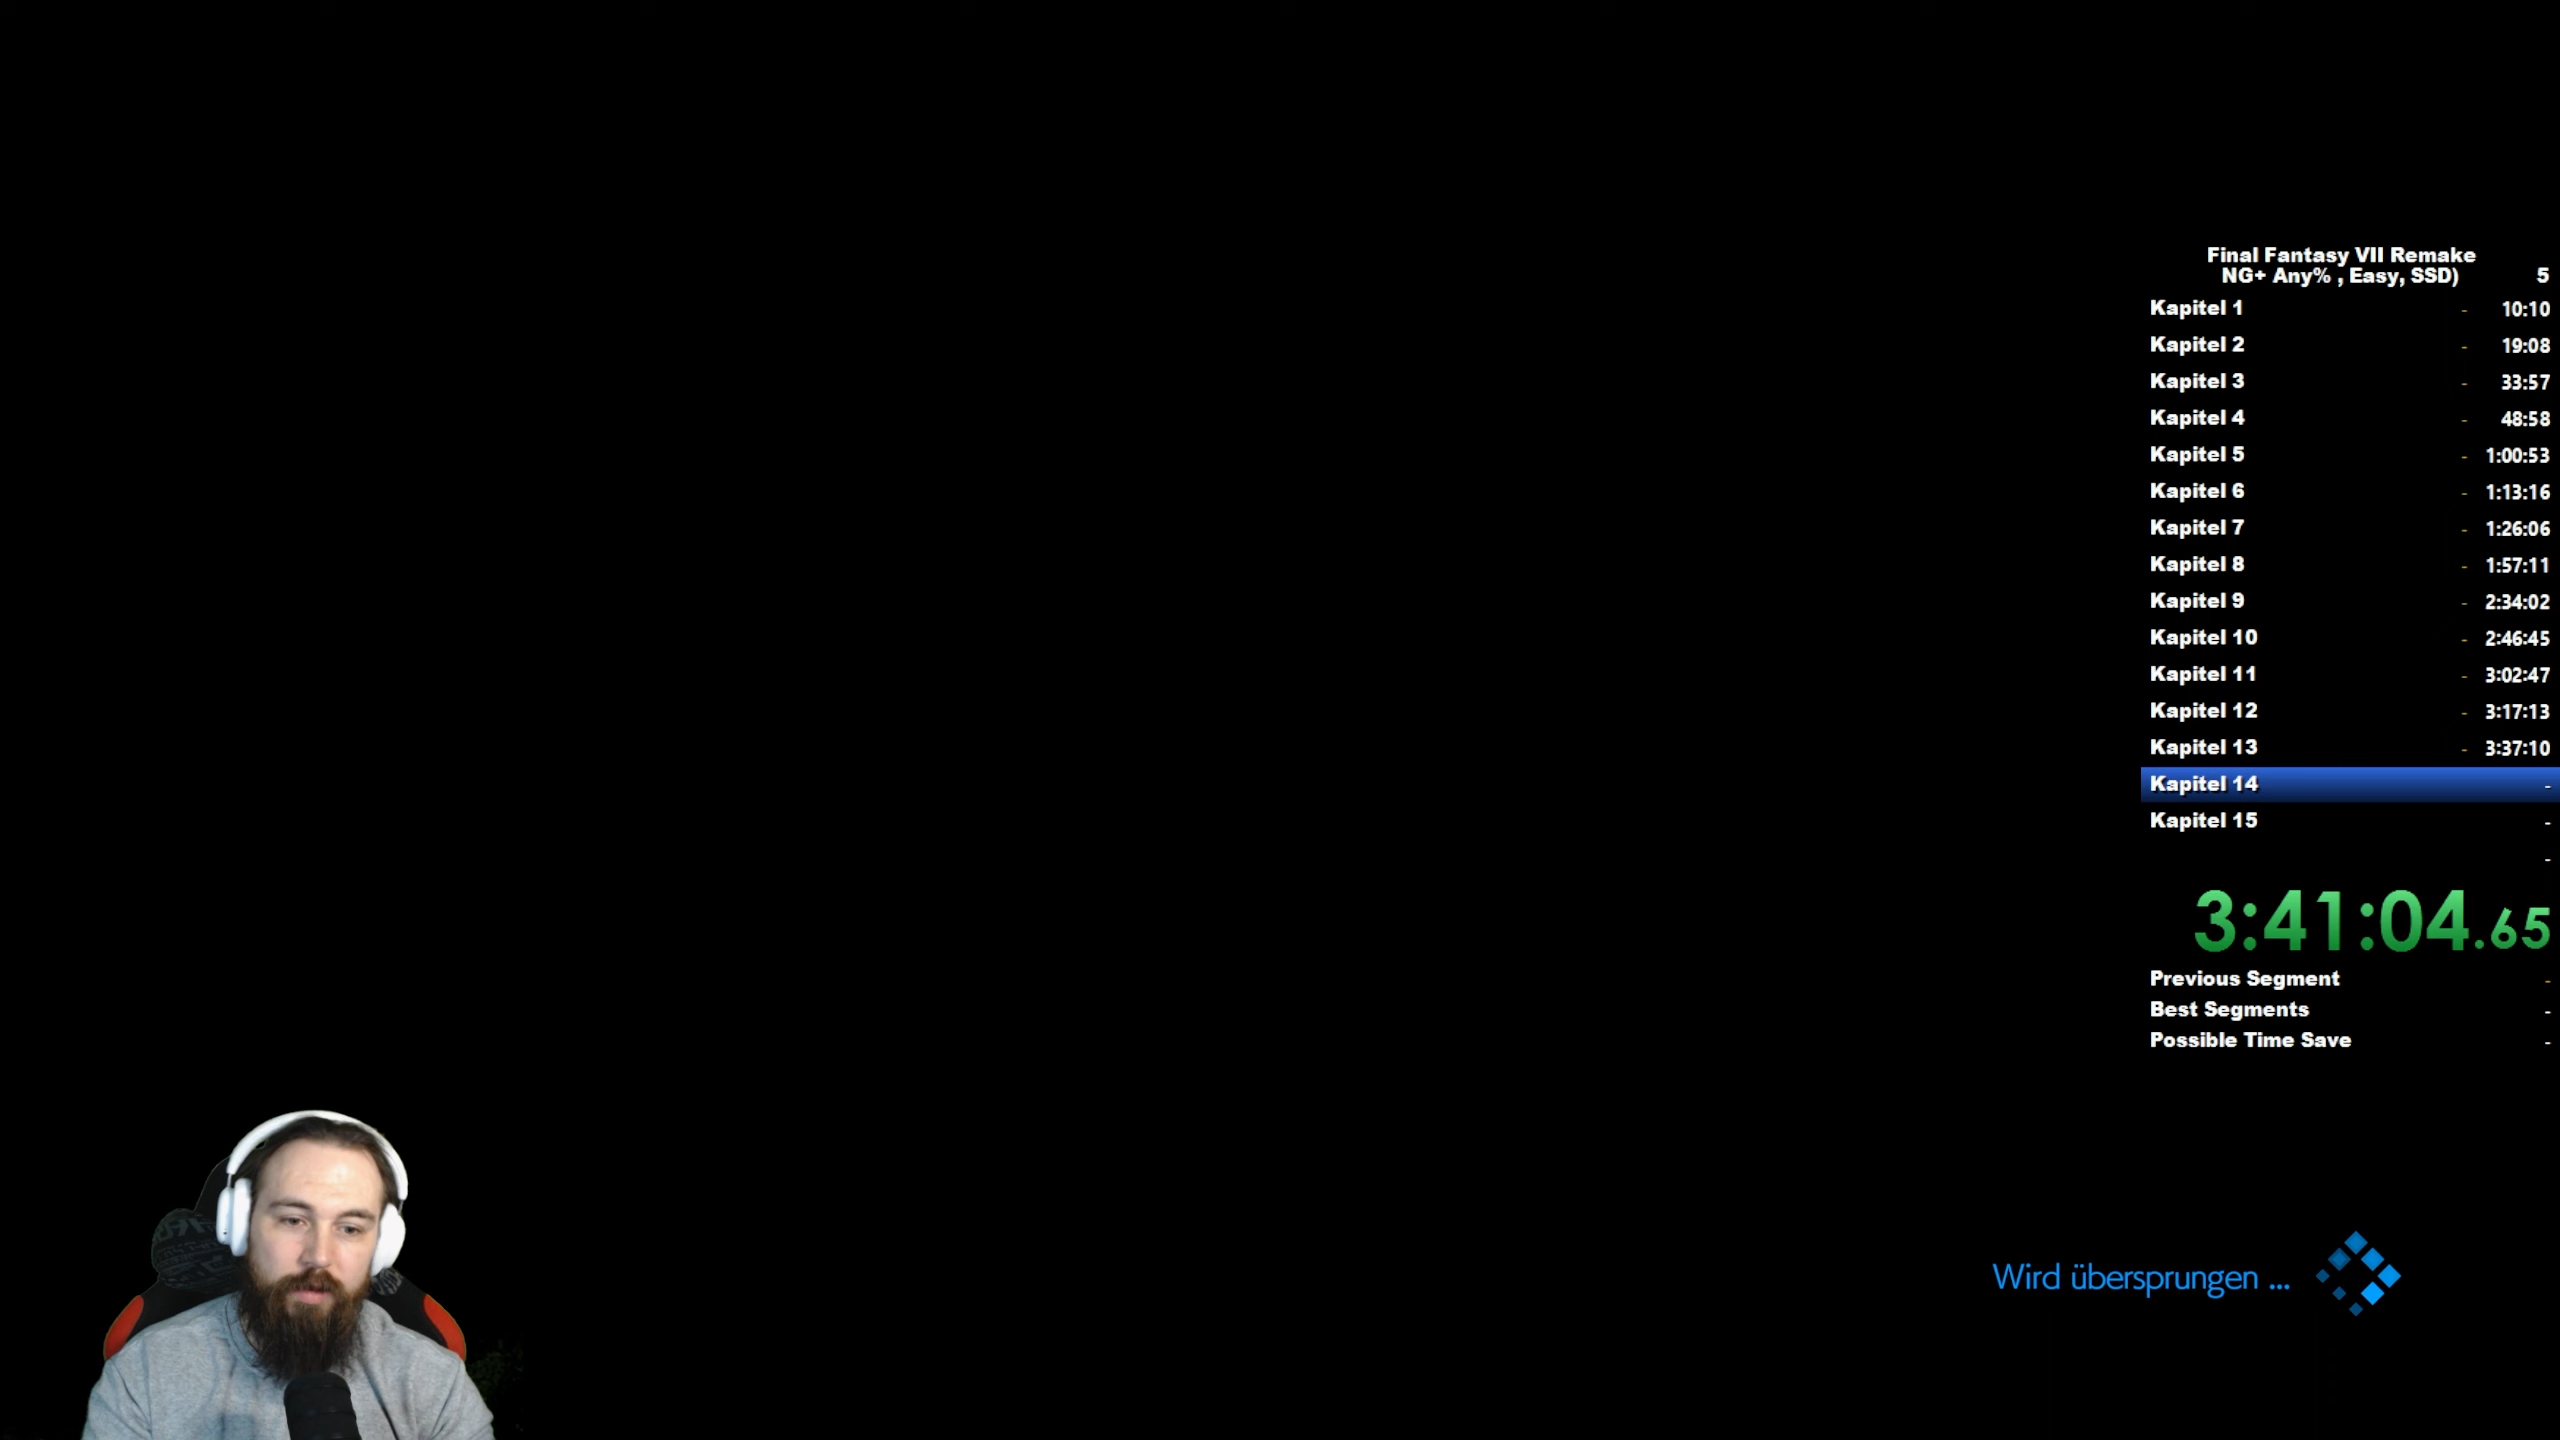 Final Fantasy VII Remake
NG+ Any% , Easy, SSD) 5
Kapitel 1 - 10:10
Kapitel 2 - 19:08
Kapitel 3 - 33:57
Kapitel 4 - 48:58
Kapitel 5 - 1:00:53
Kapitel 6 - 1:13:16
Kapitel 7 - 1:26:06
Kapitel 8 - 1:57:11
Kapitel 9 - 2:34:02
Kapitel 10 - 2:46:45
Kapitel 11 - 3:02:47
Kapitel 12 - 3:17:13
Kapitel 13 - 3:37:10
Kapitel 14 -
Kapitel 15 -
-
3:41:04.65
Previous Segment -
Best Segments -
Possible Time Save -
Wird übersprungen ...